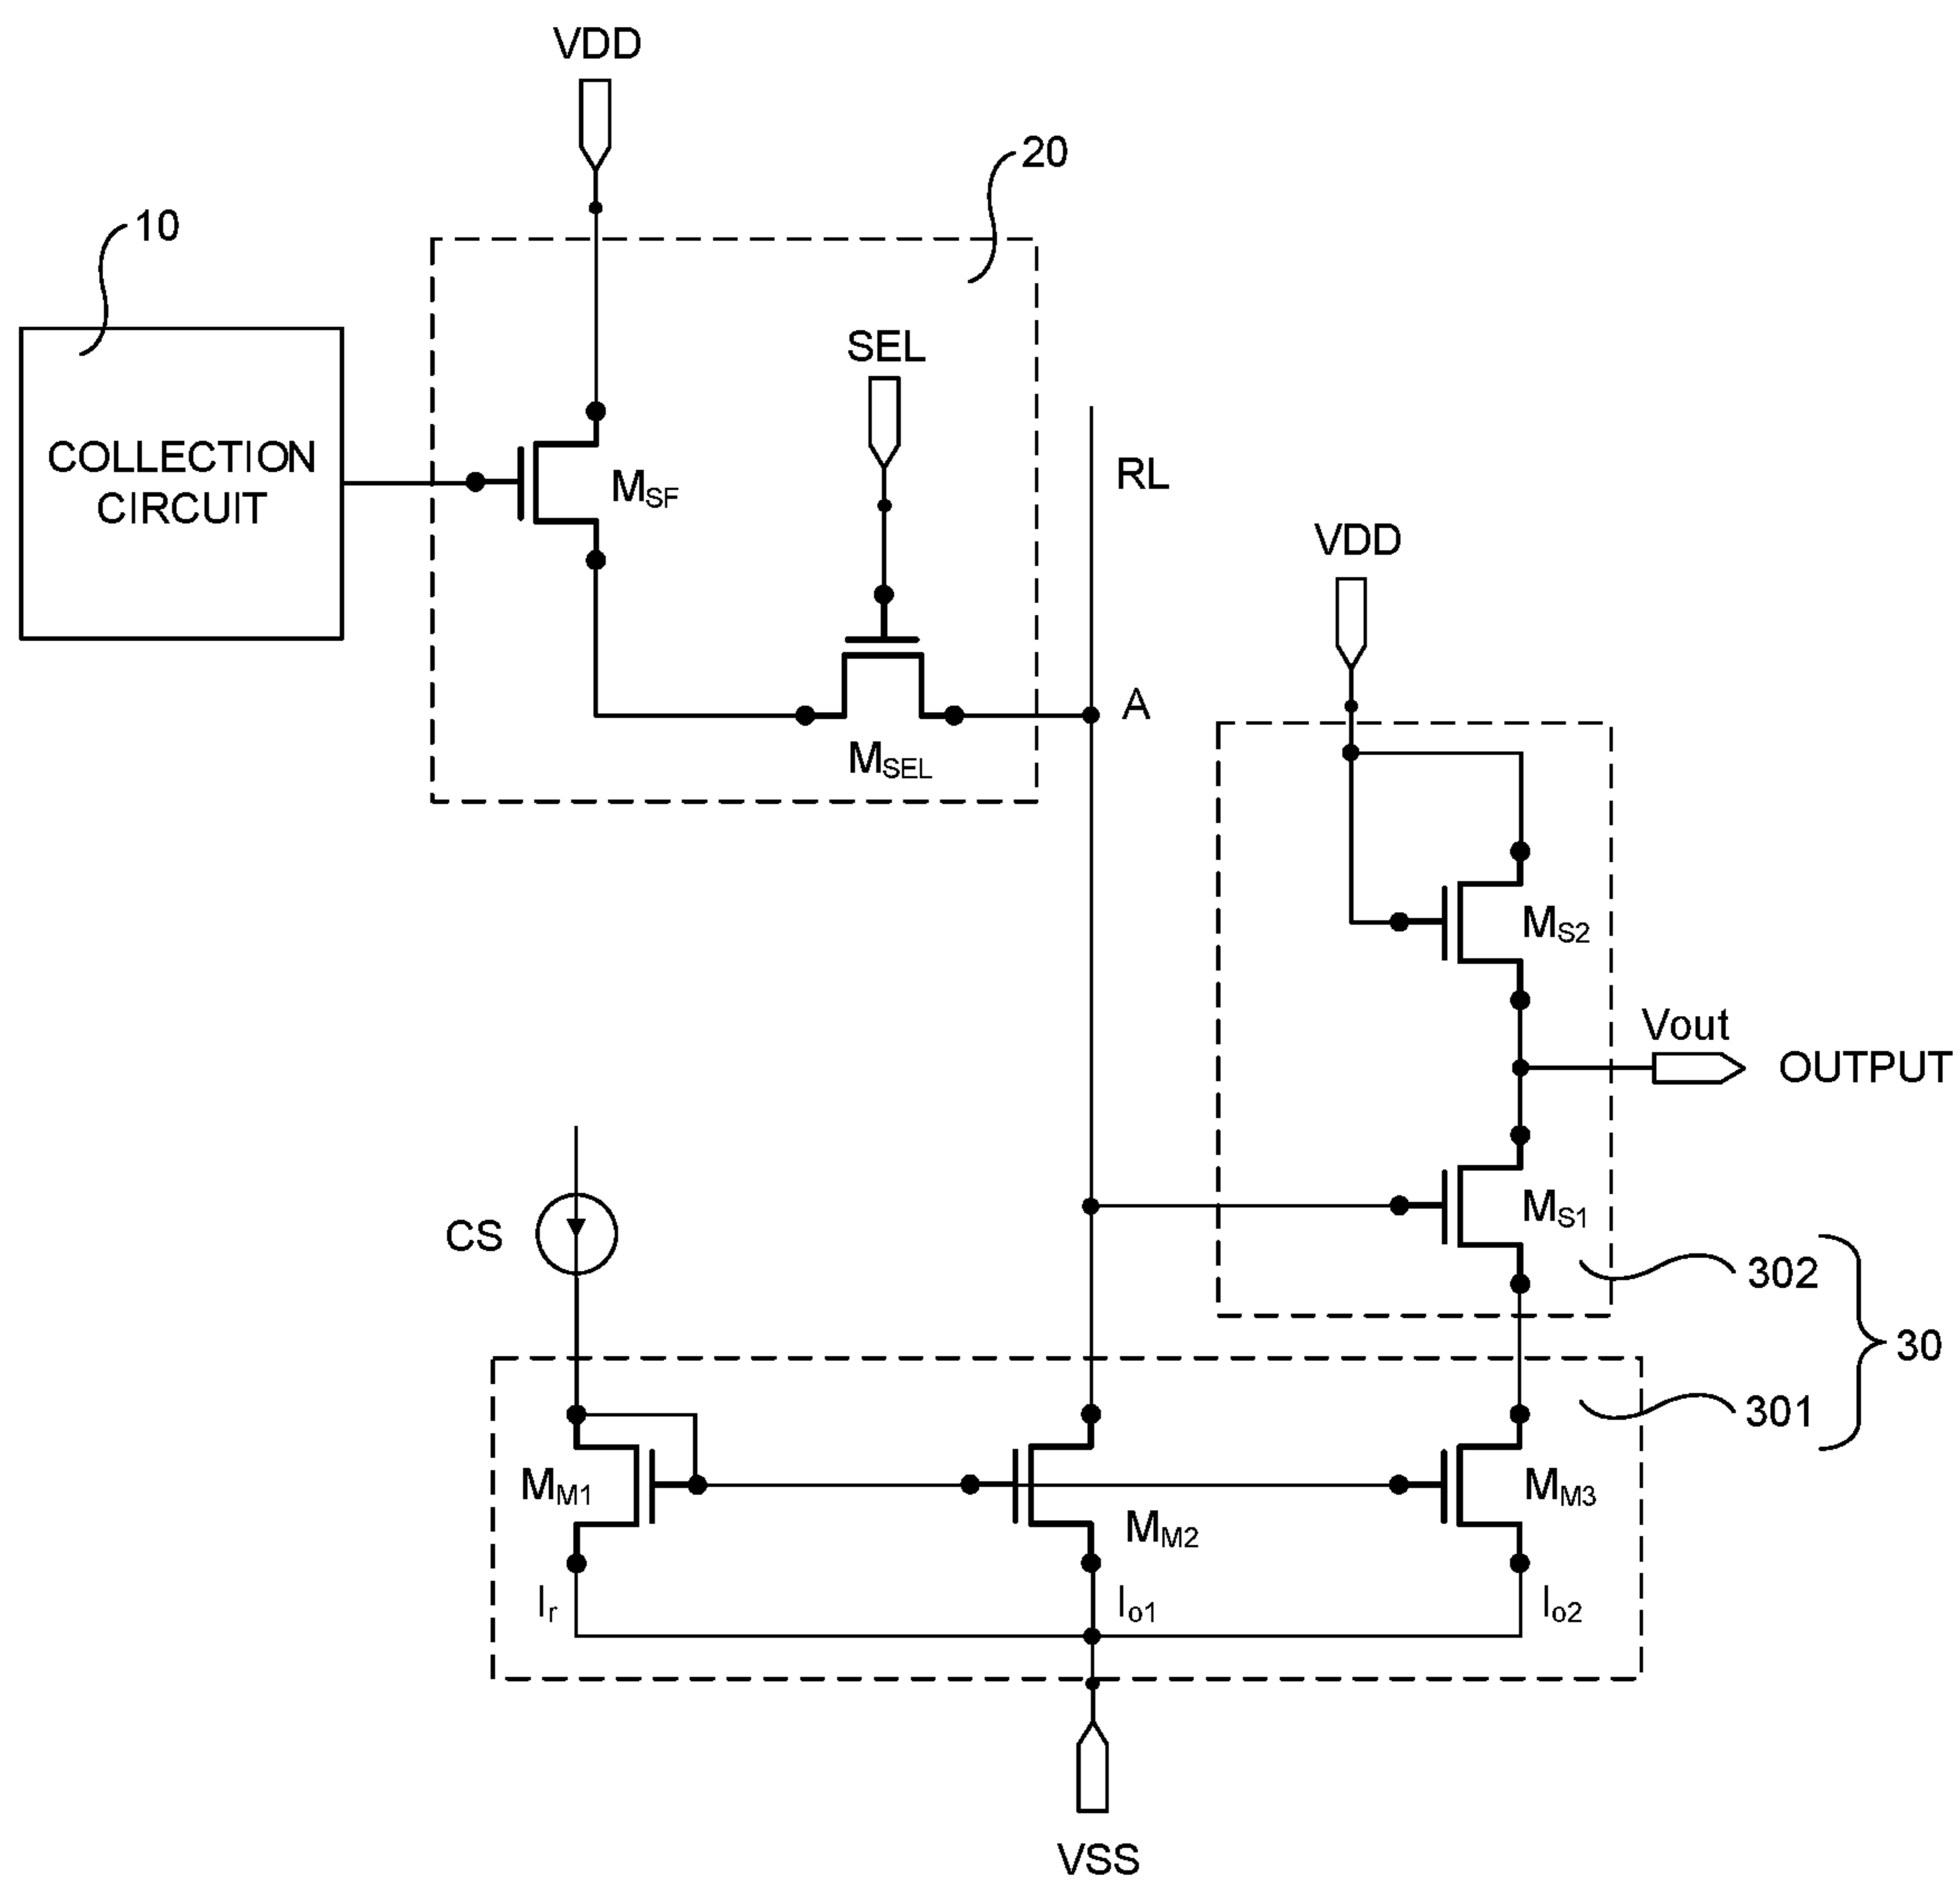 VDD
20
10
SEL
COLLECTION
CIRCUIT
MSF
RL
VDD
A
MSEL
MS2
Vout
OUTPUT
MS1
CS
302
30
301
MM1
MM2
MM3
Ir
Io1
Io2
VSS